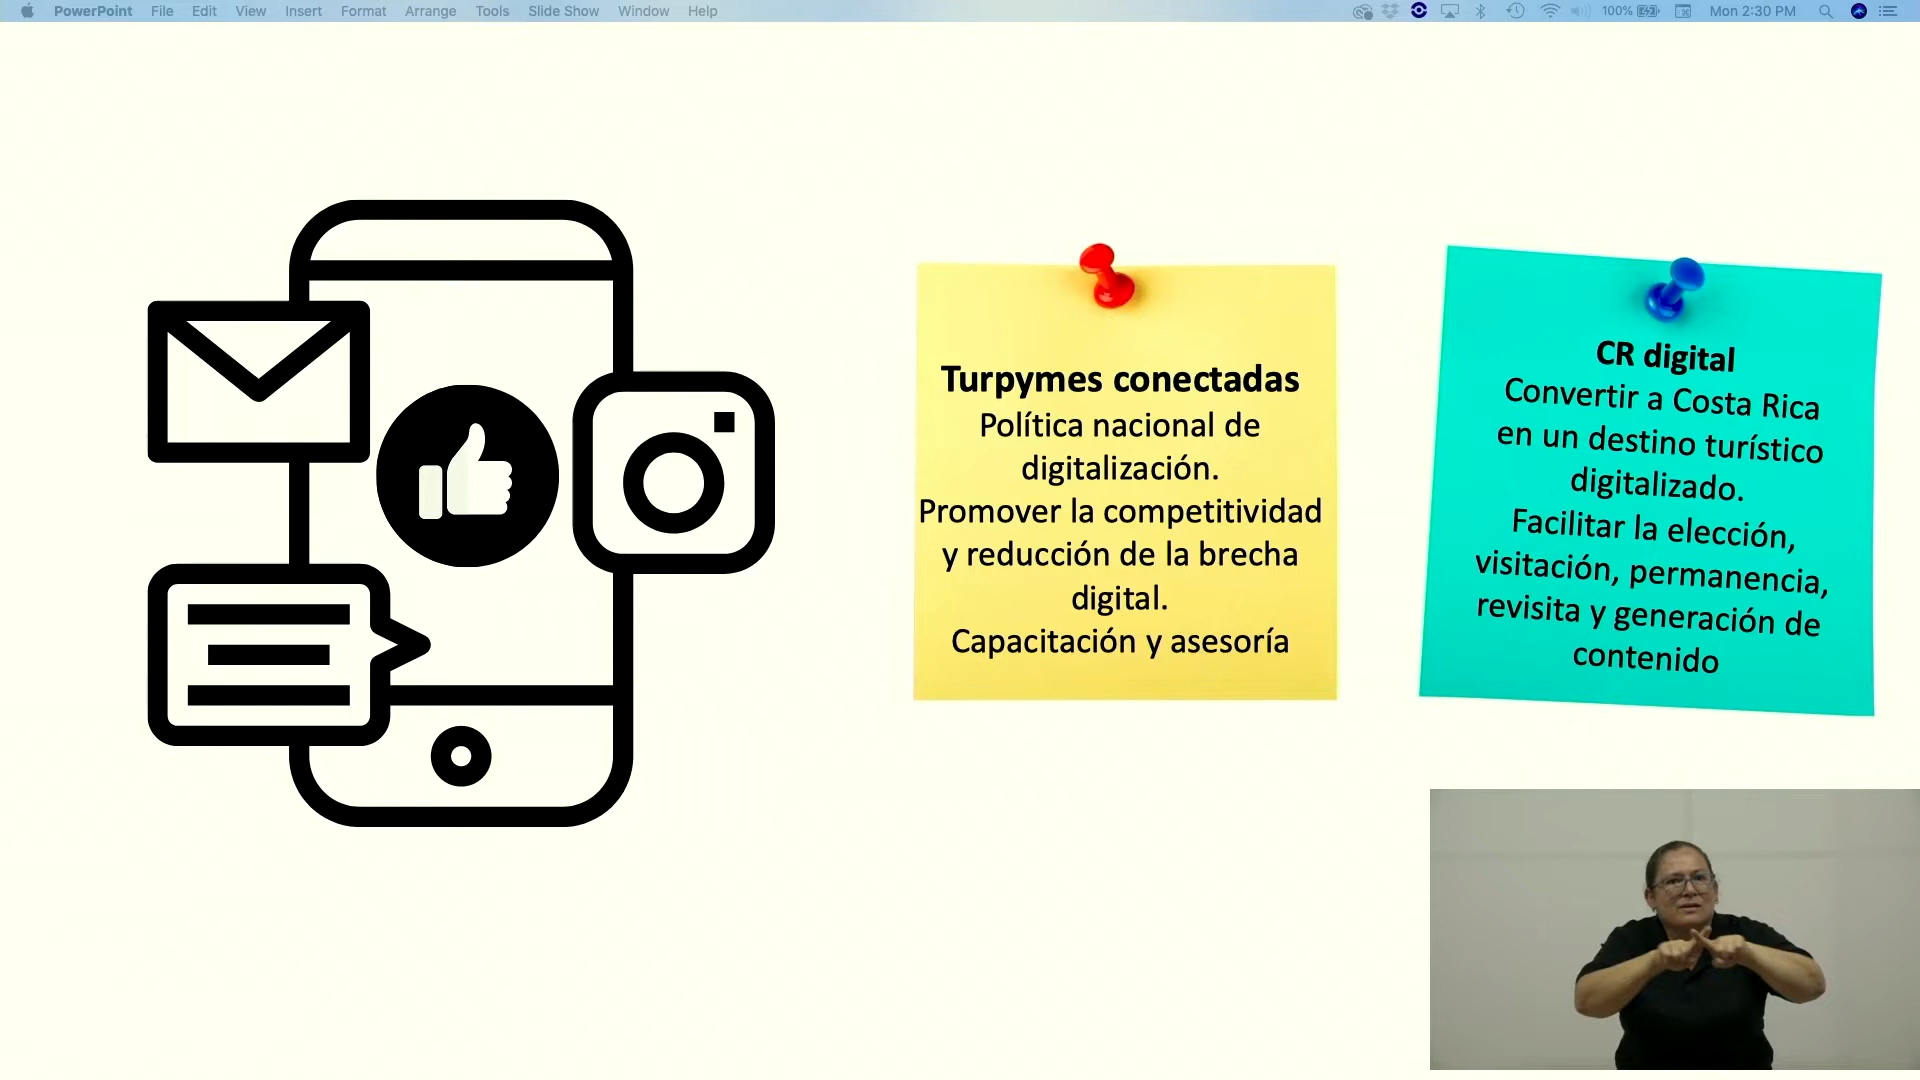 PowerPoint File Edit View Insert Format Arrange Tools Slide Show Window Help 100% Mon 2:30 PM
Turpymes conectadas
Política nacional de
digitalización.
Promover la competitividad
y reducción de la brecha
digital.
Capacitación y asesoría
CR digital
Convertir a Costa Rica
en un destino turístico
digitalizado.
Facilitar la elección,
visitación, permanencia,
revisita y generación de
contenido